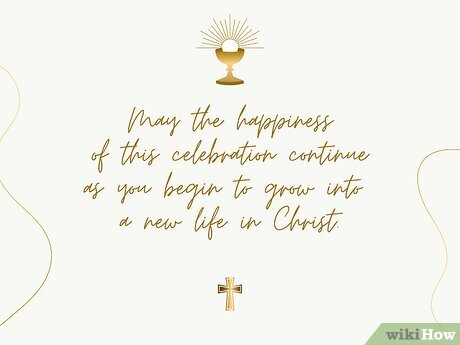 May the happiness
of this celebration continue
as you begin to grow into
a new life in Christ.
wikiHow